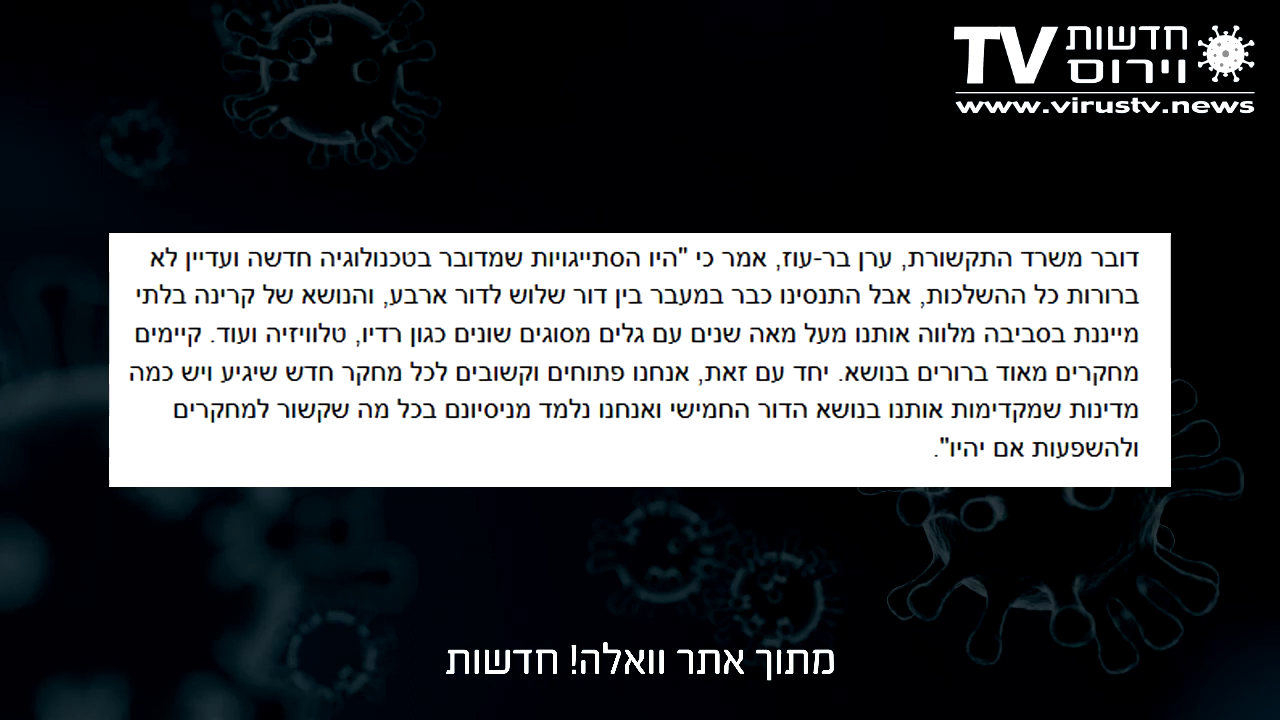 חדשות
וירוס
TV
www.virustv.news
דובר משרד התקשורת, ערן בר-עוז, אמר כי "היו הסתייגויות שמדובר בטכנולוגיה חדשה ועדיין לא
ברורות כל ההשלכות, אבל התנסינו כבר במעבר בין דור שלוש לדור ארבע, והנושא של קרינה בלתי
מייננת בסביבה מלווה אותנו מעל מאה שנים עם גלים מסוגים שונים כגון רדיו, טלוויזיה ועוד. קיימים
מחקרים מאוד ברורים בנושא. יחד עם זאת, אנחנו פתוחים וקשובים לכל מחקר חדש שיגיע ויש כמה
מדינות שמקדימות אותנו בנושא הדור החמישי ואנחנו נלמד מניסיונם בכל מה שקשור למחקרים
ולהשפעות אם יהיו".
מתוך אתר וואלה! חדשות